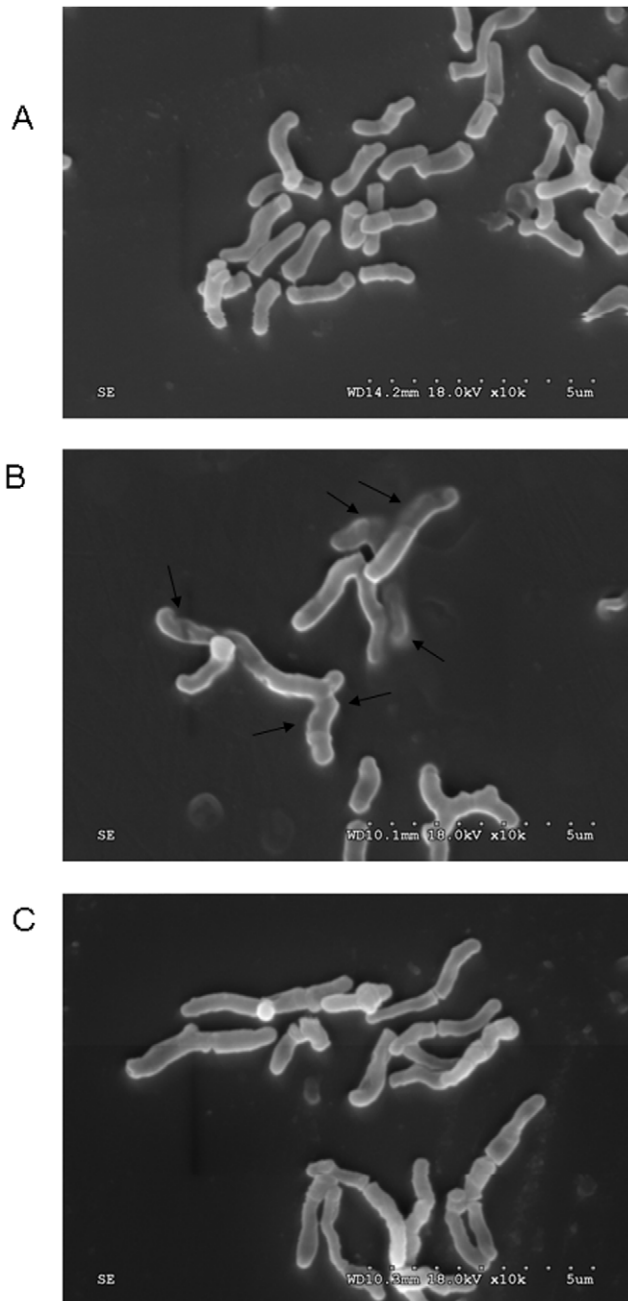 A
SE WD14.2mm 18.0kV x10k 5um
B
SE WD10.1mm 18.0kV x10k 5um
C
SE WD10.3mm 18.0kV x10k 5um